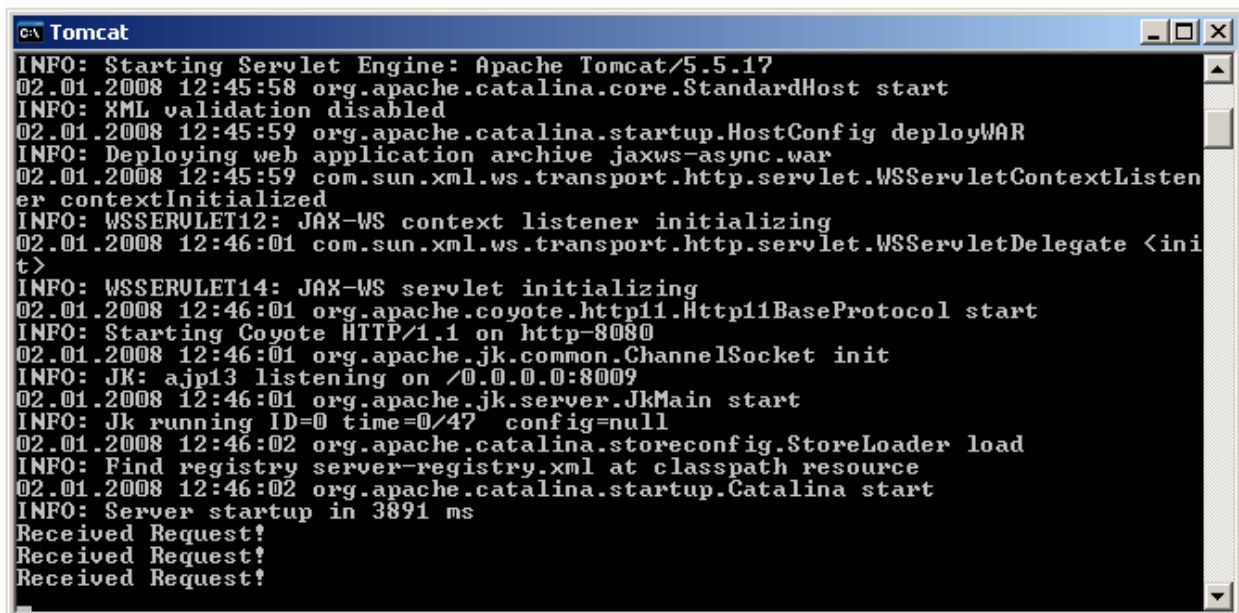 Tomcat
INFO: Starting Servlet Engine: Apache Tomcat/5.5.17
02.01.2008 12:45:58 org.apache.catalina.core.StandardHost start
INFO: XML validation disabled
02.01.2008 12:45:59 org.apache.catalina.startup.HostConfig deployWAR
INFO: Deploying web application archive jaxws-async.war
02.01.2008 12:45:59 com.sun.xml.ws.transport.http.servlet.WSServletContextListen
er contextInitialized
INFO: WSSERVLET12: JAX-WS context listener initializing
02.01.2008 12:46:01 com.sun.xml.ws.transport.http.servlet.WSServletDelegate <ini
t>
INFO: WSSERVLET14: JAX-WS servlet initializing
02.01.2008 12:46:01 org.apache.coyote.http11.Http11BaseProtocol start
INFO: Starting Coyote HTTP/1.1 on http-8080
02.01.2008 12:46:01 org.apache.jk.common.ChannelSocket init
INFO: JK: ajp13 listening on /0.0.0.0:8009
02.01.2008 12:46:01 org.apache.jk.server.JkMain start
INFO: Jk running ID=0 time=0/47  config=null
02.01.2008 12:46:02 org.apache.catalina.storeconfig.StoreLoader load
INFO: Find registry server-registry.xml at classpath resource
02.01.2008 12:46:02 org.apache.catalina.startup.Catalina start
INFO: Server startup in 3891 ms
Received Request!
Received Request!
Received Request!